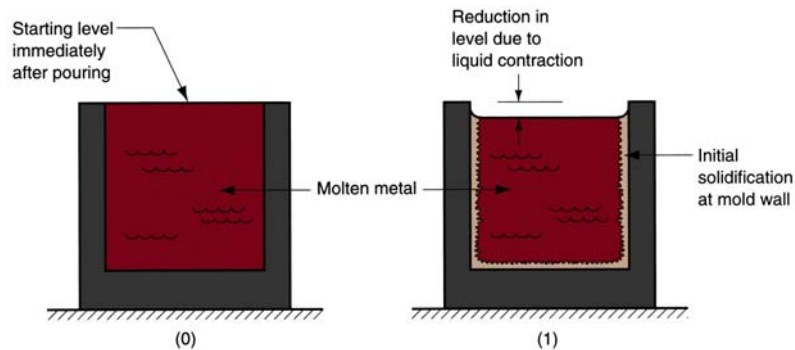 Starting level
immediately
after pouring
Reduction in
level due to
liquid contraction
Molten metal
Initial
solidification
at mold wall
(0)
(1)